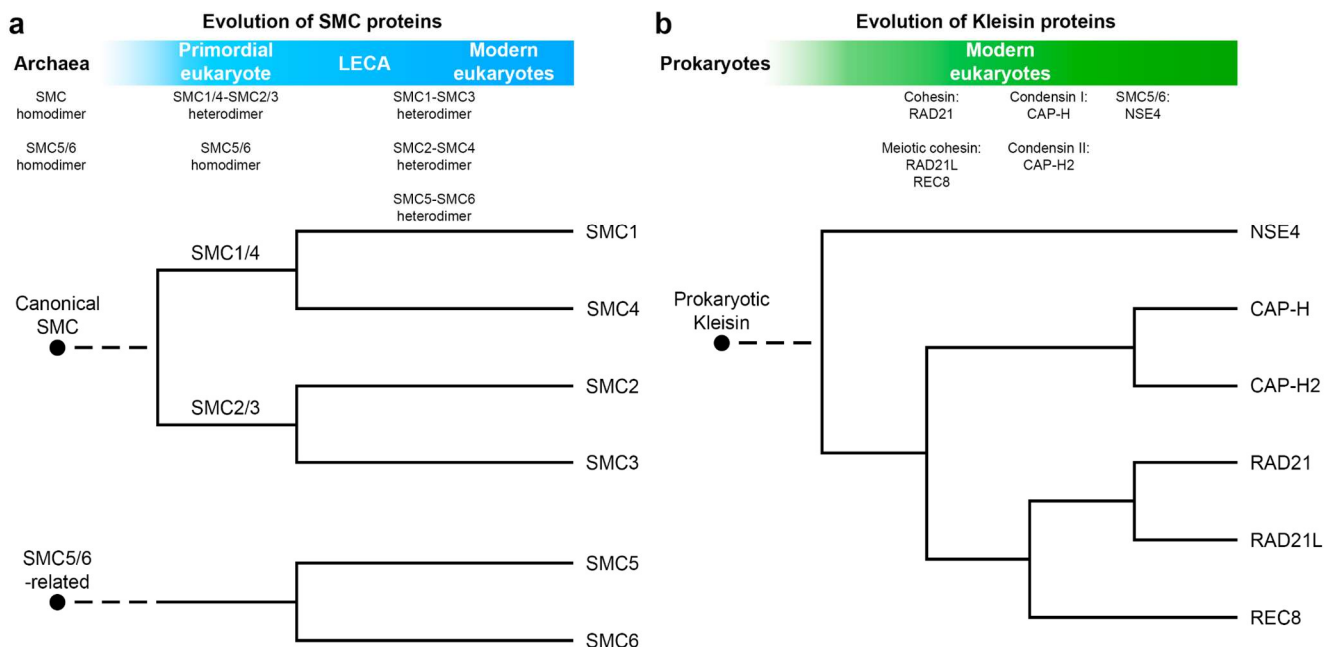 a
Evolution of SMC proteins
Archaea
Primordial
eukaryote
LECA
Modern
eukaryotes
SMC
homodimer
SMC1/4-SMC2/3
heterodimer
SMC1-SMC3
heterodimer
SMC5/6
homodimer
SMC5/6
homodimer
SMC2-SMC4
heterodimer
SMC5-SMC6
heterodimer
SMC1/4
SMC1
Canonical
SMC
SMC4
SMC2/3
SMC2
SMC3
SMC5/6
-related
SMC5
SMC6
b
Evolution of Kleisin proteins
Prokaryotes
Modern
eukaryotes
Cohesin:
RAD21
Condensin I:
CAP-H
SMC5/6:
NSE4
Meiotic cohesin:
RAD21L
REC8
Condensin II:
CAP-H2
Prokaryotic
Kleisin
NSE4
CAP-H
CAP-H2
RAD21
RAD21L
REC8